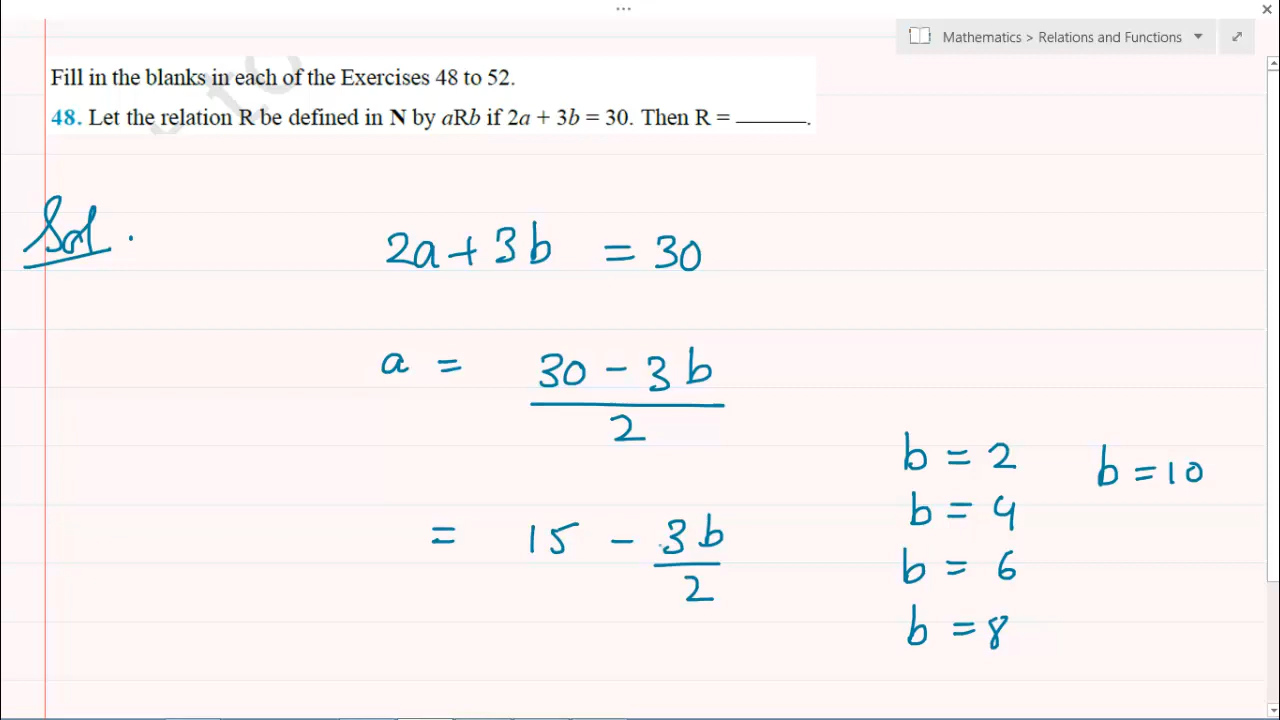 Mathematics > Relations and Functions
Fill in the blanks in each of the Exercises 48 to 52.
48. Let the relation R be defined in N by aRb if 2a + 3b = 30. Then R = ______.
Sol.
2a + 3b = 30
a = \frac{30 - 3b}{2}
= 15 - \frac{3b}{2}
b = 2
b = 4
b = 6
b = 8
b = 10